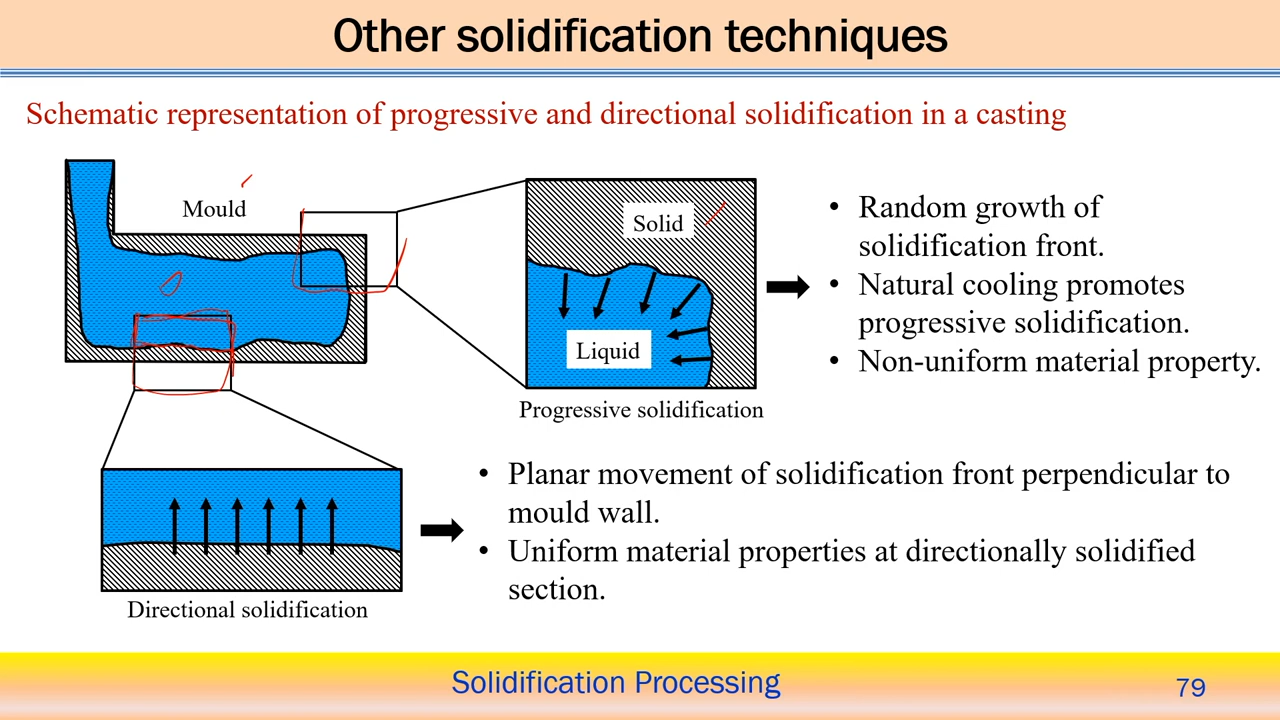 Other solidification techniques
Schematic representation of progressive and directional solidification in a casting
Mould
Solid
Liquid
Progressive solidification
• Random growth of
solidification front.
• Natural cooling promotes
progressive solidification.
• Non-uniform material property.
Directional solidification
• Planar movement of solidification front perpendicular to
mould wall.
• Uniform material properties at directionally solidified
section.
Solidification Processing
79